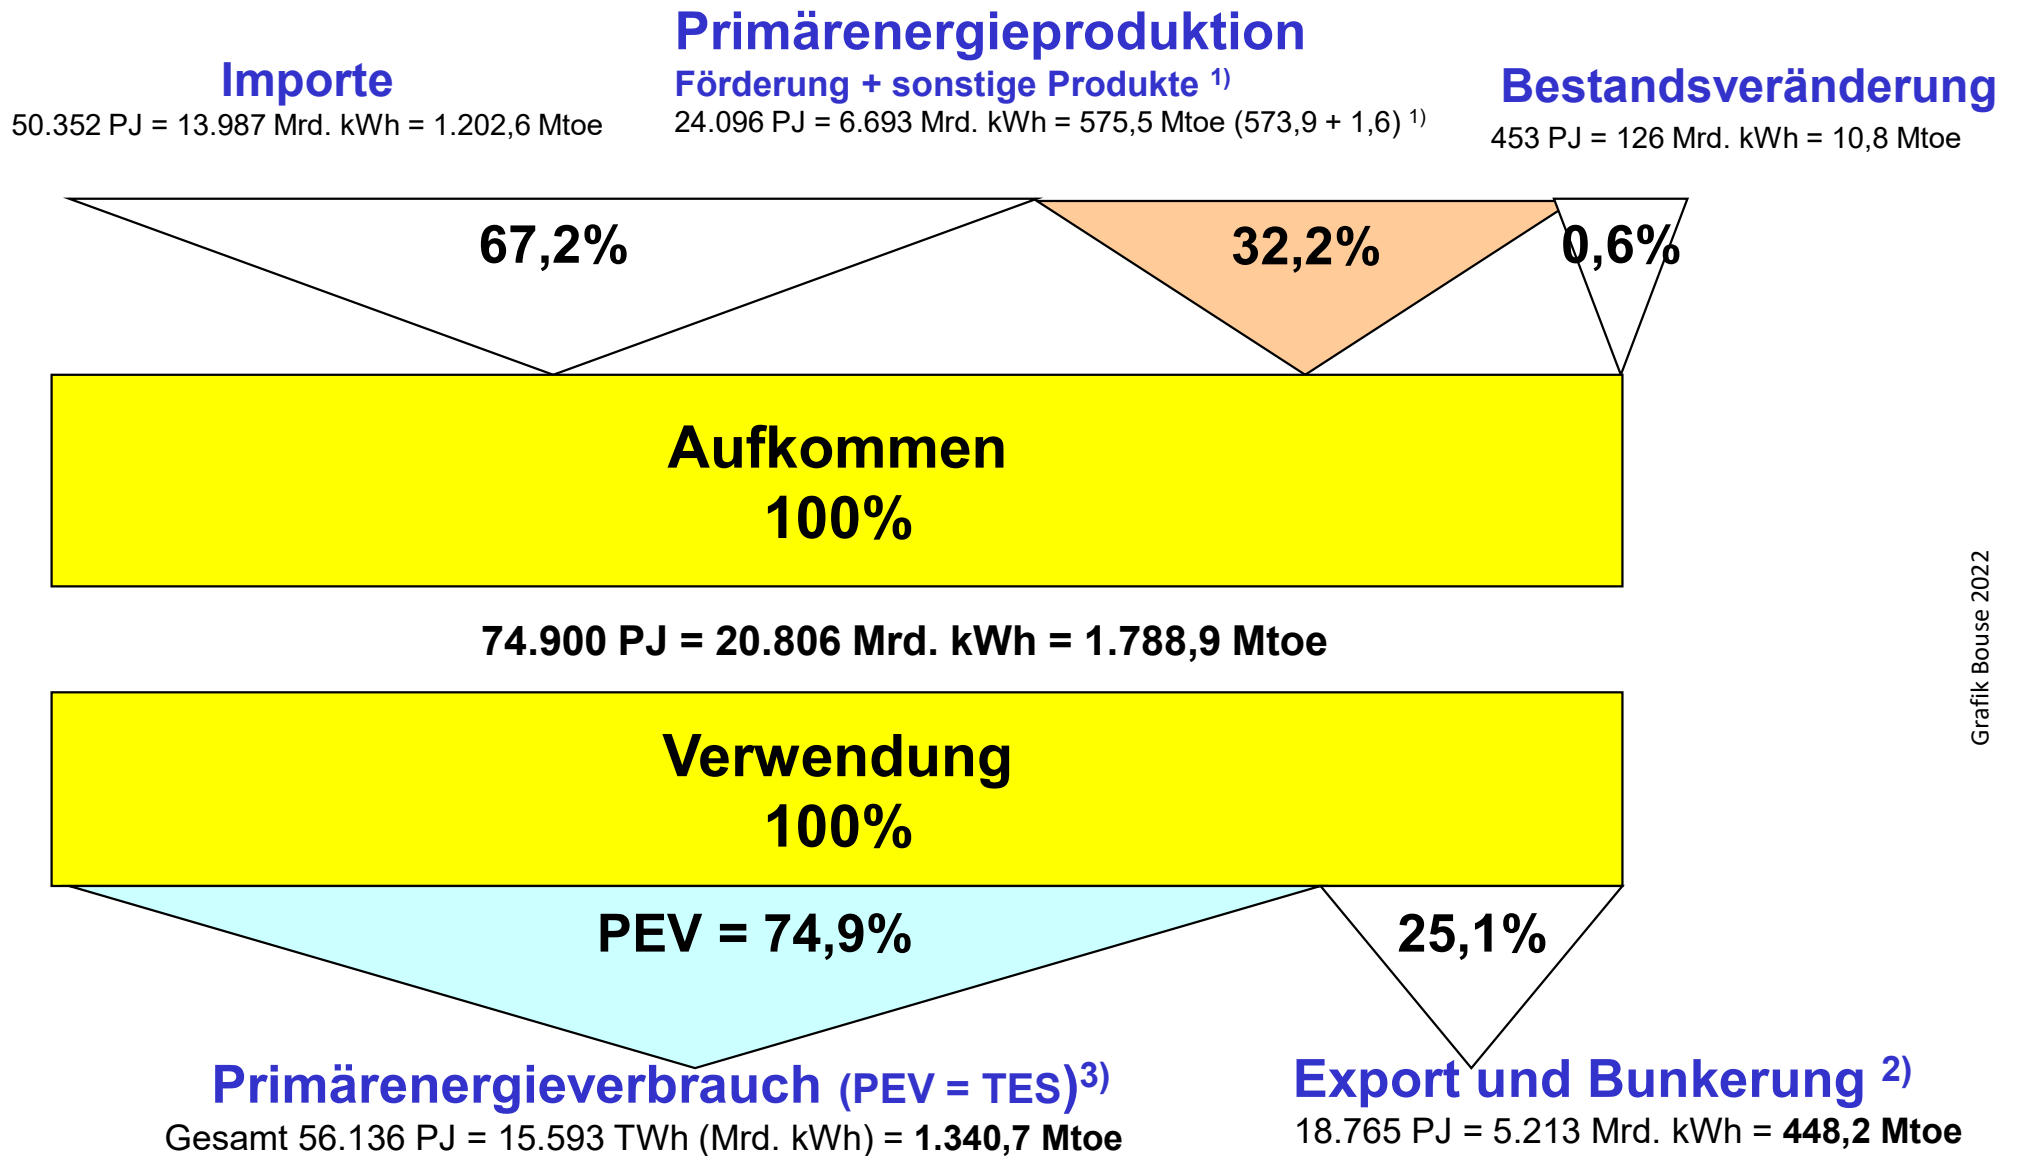 Importe
50.352 PJ = 13.987 Mrd. kWh = 1.202,6 Mtoe
Primärenergieproduktion
Förderung + sonstige Produkte 1)
24.096 PJ = 6.693 Mrd. kWh = 575,5 Mtoe (573,9 + 1,6) 1)
Bestandsveränderung
453 PJ = 126 Mrd. kWh = 10,8 Mtoe
67,2%
32,2%
0,6%
Aufkommen
100%
74.900 PJ = 20.806 Mrd. kWh = 1.788,9 Mtoe
Verwendung
100%
PEV = 74,9%
25,1%
Primärenergieverbrauch (PEV = TES)3)
Gesamt 56.136 PJ = 15.593 TWh (Mrd. kWh) = 1.340,7 Mtoe
Export und Bunkerung 2)
18.765 PJ = 5.213 Mrd. kWh = 448,2 Mtoe
Grafik Bouse 2022